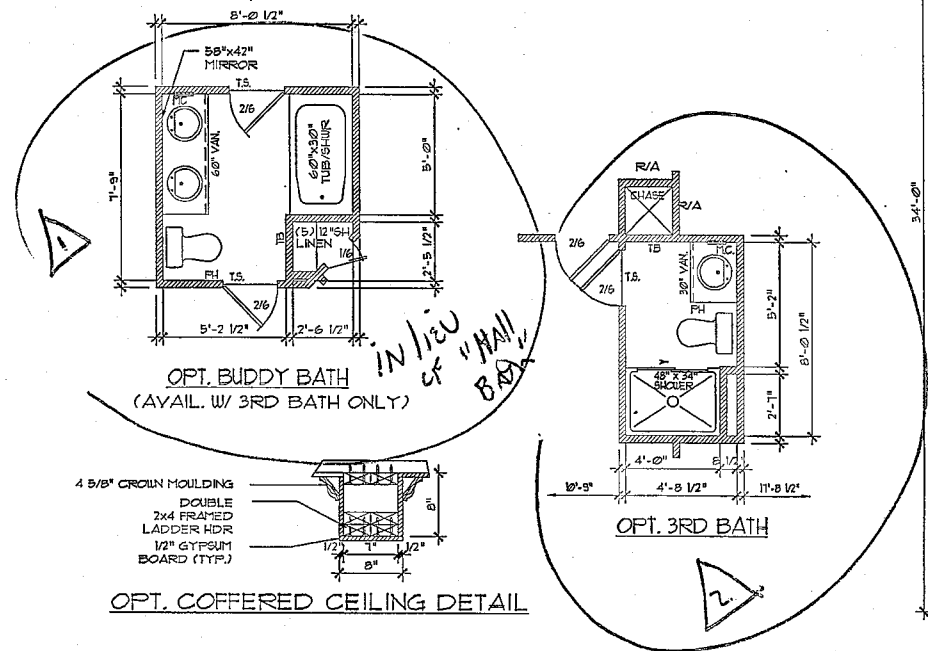 8'-0 1/2"
58"x42"
MIRROR
T.S.
M.C.
2/6
60" VAN.
60"x30"
TUB/SHWR
7'-9"
5'-0"
(5) 12"SH
LINEN
TB
1/6
2'-5 1/2"
PH T.S.
2/6
5'-2 1/2" 2'-6 1/2"
1
IN lieu
OF "HAll
BATH"
OPT. BUDDY BATH
(AVAIL. W/ 3RD BATH ONLY)
R/A
CHASE
R/A
2/6
TB
M.C.
T.S.
2/6
30" VAN.
PH
5'-2"
8'-0 1/2"
34'-0"
48" X 34"
SHOWER
2'-7"
4'-0"
10'-9" 4'-8 1/2" 17'-8 1/2"
OPT. 3RD BATH
2.
4 5/8" CROWN MOULDING
DOUBLE
2x4 FRAMED
LADDER HDR
1/2" GYPSUM
BOARD (TYP.)
8"
1/2" 7" 1/2"
8"
OPT. COFFERED CEILING DETAIL